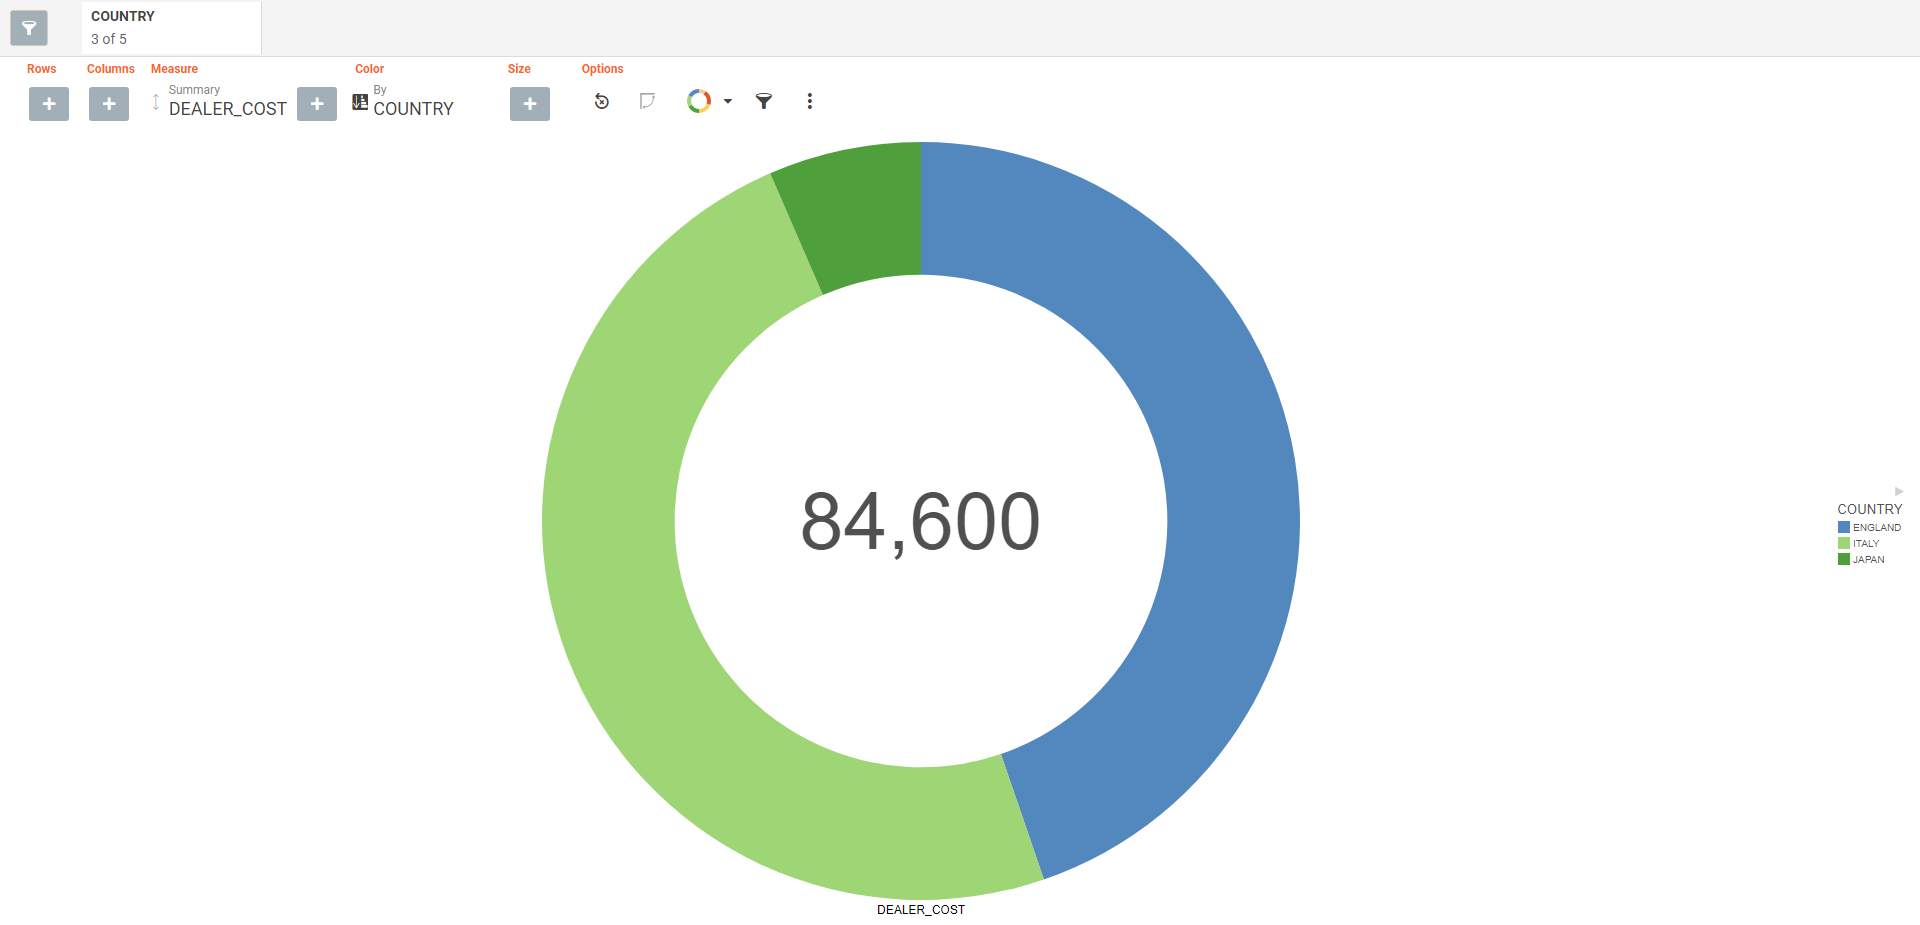 COUNTRY
3 of 5
Rows Columns Measure Color Size Options
Summary
DEALER_COST
By
COUNTRY
84,600
DEALER_COST
COUNTRY
ENGLAND
ITALY
JAPAN